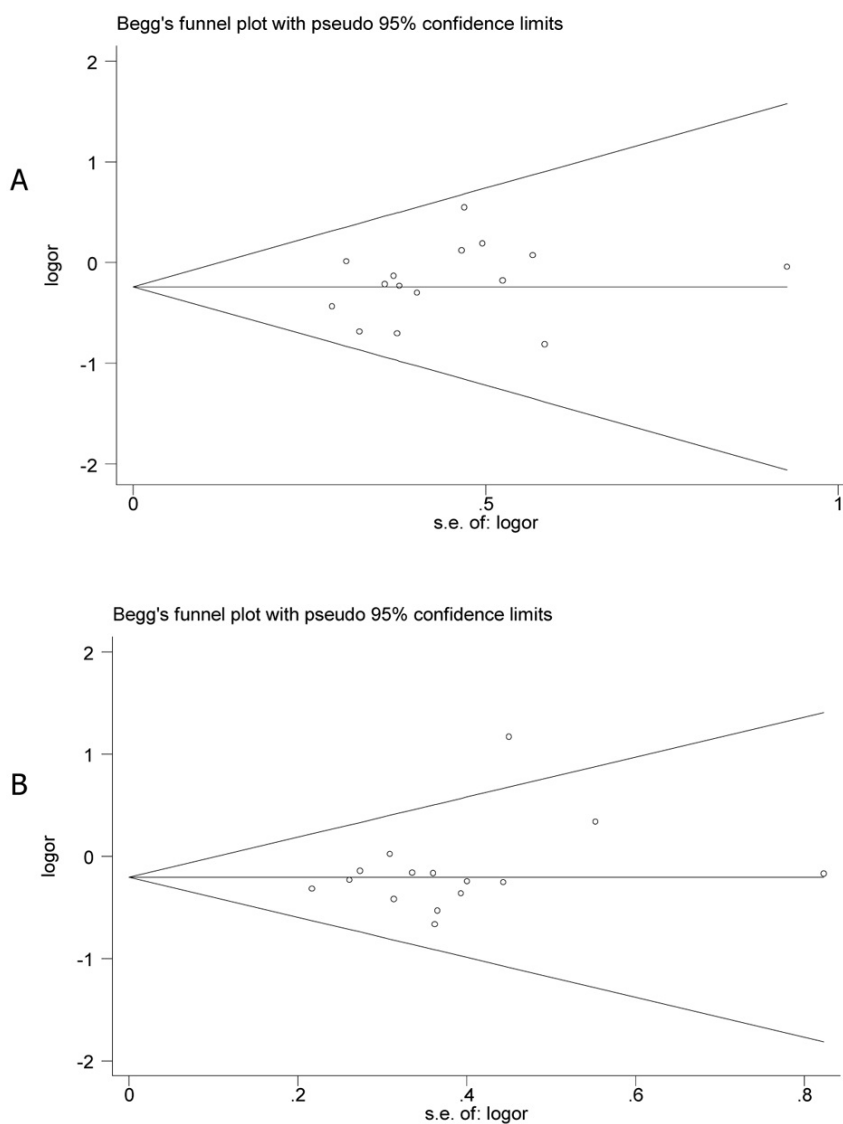 Begg's funnel plot with pseudo 95% confidence limits
A
logor
2
1
0
-1
-2
0
.5
1
s.e. of: logor
Begg's funnel plot with pseudo 95% confidence limits
B
logor
2
1
0
-1
-2
0
.2
.4
.6
.8
s.e. of: logor